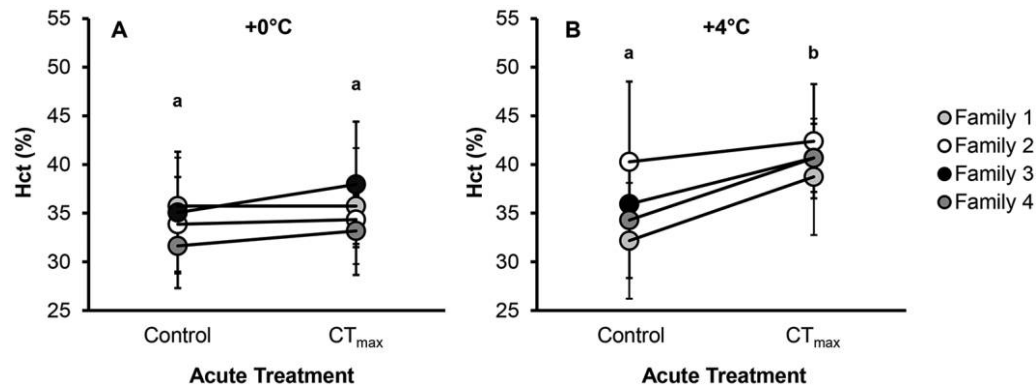 A
+0°C
55
50
45
40
35
30
25
Hct (%)
a
a
Control
CTmax
Acute Treatment
B
+4°C
55
50
45
40
35
30
25
Hct (%)
a
b
Control
CTmax
Acute Treatment
Family 1
Family 2
Family 3
Family 4